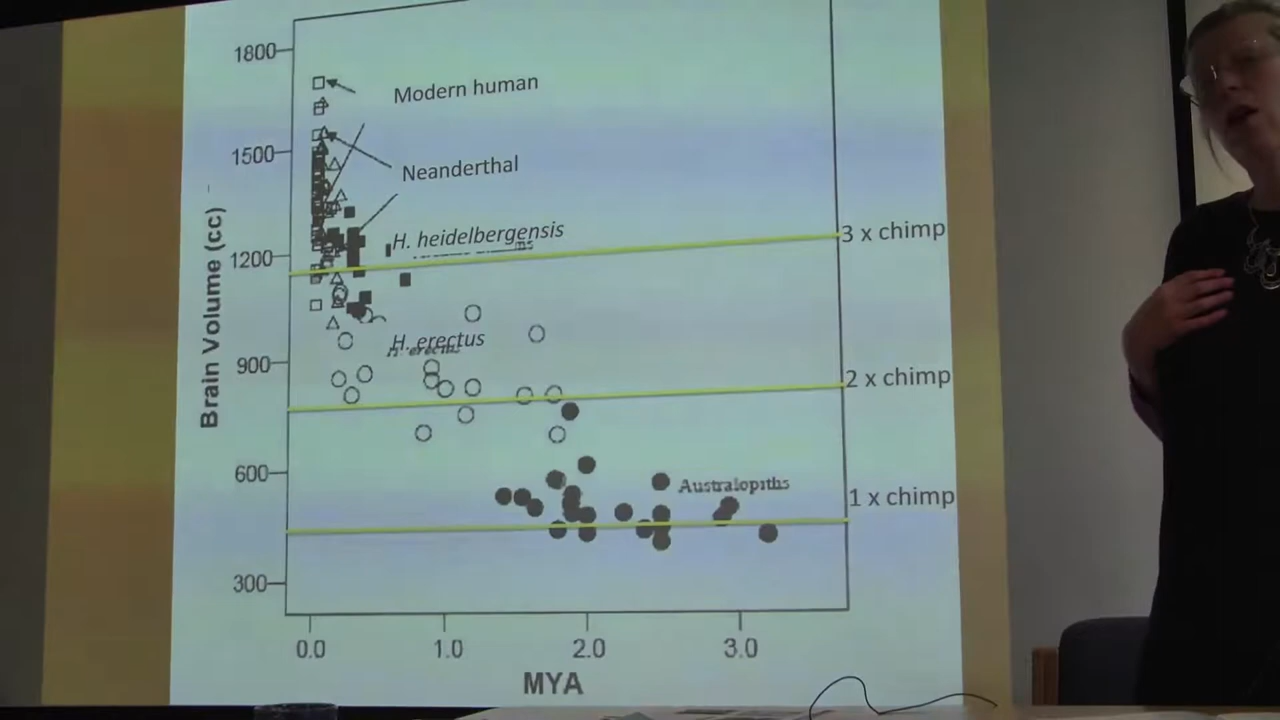 1800
Modern human
1500
Neanderthal
H. heidelbergensis
3 x chimp
1200
H. erectus
H. erectus
900
2 x chimp
Brain Volume (cc)
600
Australopiths
1 x chimp
300
0.0 1.0 2.0 3.0
MYA